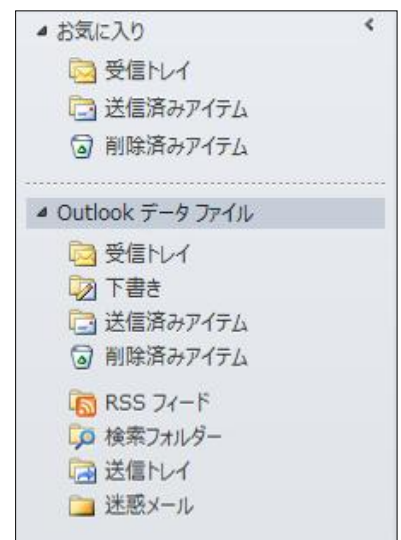 お気に入り
受信トレイ
送信済みアイテム
削除済みアイテム
Outlook データ ファイル
受信トレイ
下書き
送信済みアイテム
削除済みアイテム
RSS フィード
検索フォルダー
送信トレイ
迷惑メール